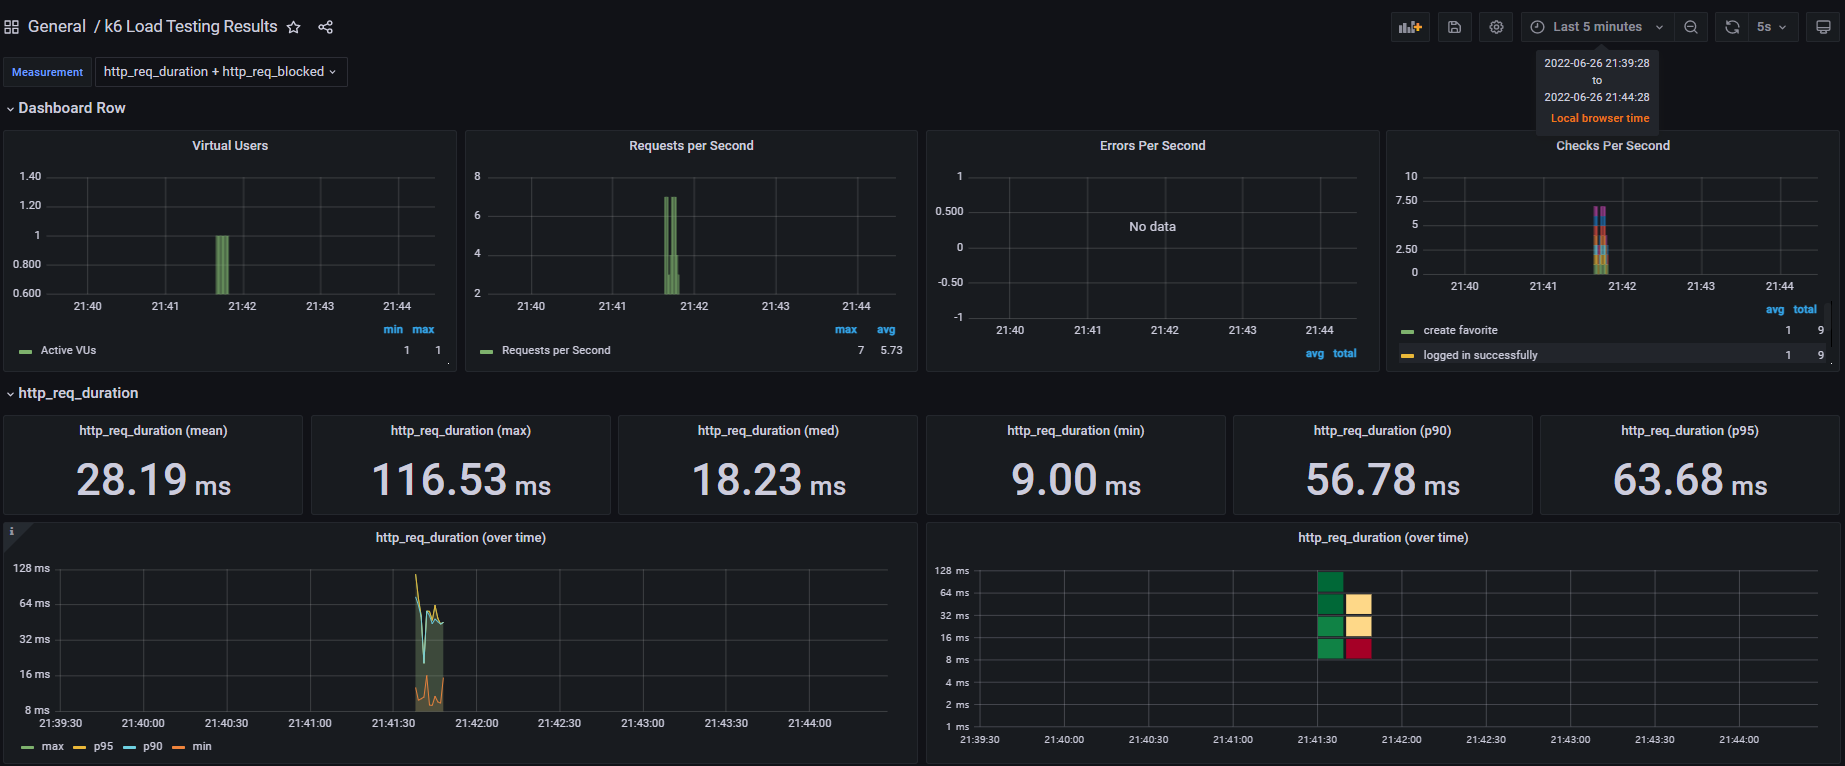 General / k6 Load Testing Results
Last 5 minutes
5s
Measurement
http_req_duration + http_req_blocked
2022-06-26 21:39:28
to
2022-06-26 21:44:28
Local browser time
Dashboard Row
Virtual Users
1.40
1.20
1
0.800
0.600
21:40 21:41 21:42 21:43 21:44
min max
Active VUs 1 1
Requests per Second
8
6
4
2
21:40 21:41 21:42 21:43 21:44
max avg
Requests per Second 7 5.73
Errors Per Second
1
0.500
0
-0.50
-1
No data
21:40 21:41 21:42 21:43 21:44
avg total
Checks Per Second
10
7.50
5
2.50
0
21:40 21:41 21:42 21:43 21:44
avg total
create favorite 1 9
logged in successfully 1 9
http_req_duration
http_req_duration (mean)
28.19 ms
http_req_duration (max)
116.53 ms
http_req_duration (med)
18.23 ms
http_req_duration (min)
9.00 ms
http_req_duration (p90)
56.78 ms
http_req_duration (p95)
63.68 ms
i
http_req_duration (over time)
128 ms
64 ms
32 ms
16 ms
8 ms
21:39:30 21:40:00 21:40:30 21:41:00 21:41:30 21:42:00 21:42:30 21:43:00 21:43:30 21:44:00
max p95 p90 min
http_req_duration (over time)
128 ms
64 ms
32 ms
16 ms
8 ms
4 ms
2 ms
1 ms
21:39:30 21:40:00 21:40:30 21:41:00 21:41:30 21:42:00 21:42:30 21:43:00 21:43:30 21:44:00